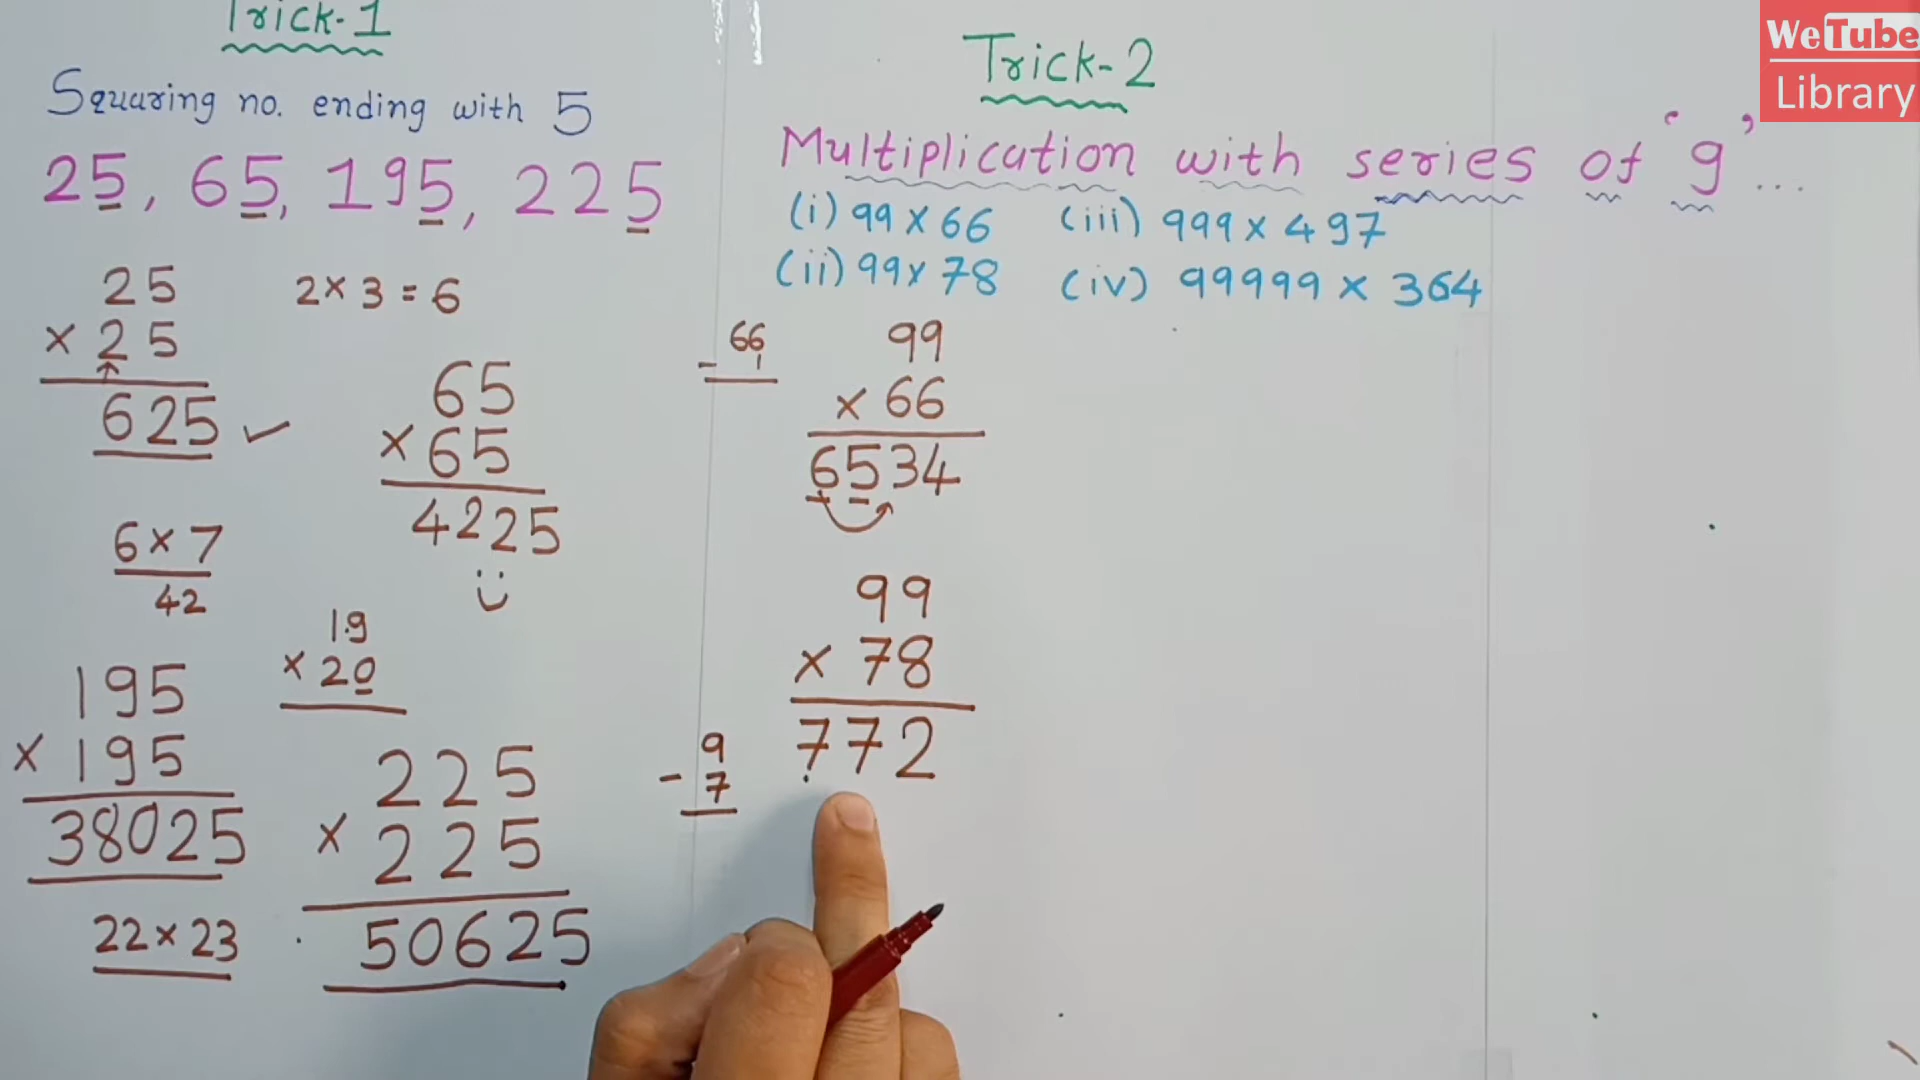 Trick-1
Squaring no. ending with 5
25, 65, 195, 225
25
× 25
625 ✓
2 × 3 = 6
65
× 65
4225
6 × 7
42
195
× 195
38025
19
× 20
225
× 225
50625
22 × 23
Trick-2
Multiplication with series of '9' ...
(i) 99 × 66
(ii) 99 × 78
(iii) 999 × 497
(iv) 99999 × 364
66
- 1
99
× 66
6534
99
× 78
772
9
- 7
WeTube
Library